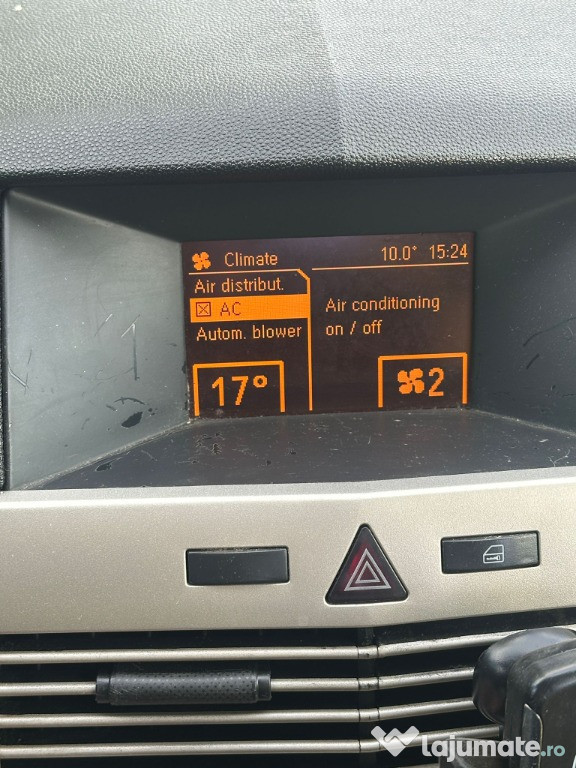 Climate 10.0° 15:24
Air distribut.
☒ AC
Autom. blower
Air conditioning
on / off
17°
2
lajumate.ro